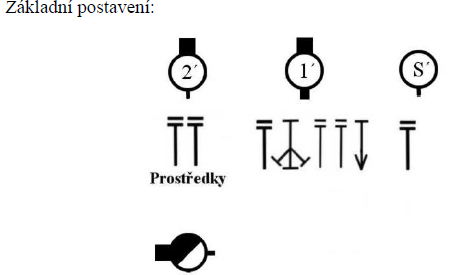 Základní postavení:
2´ 1´ S´
Prostředky